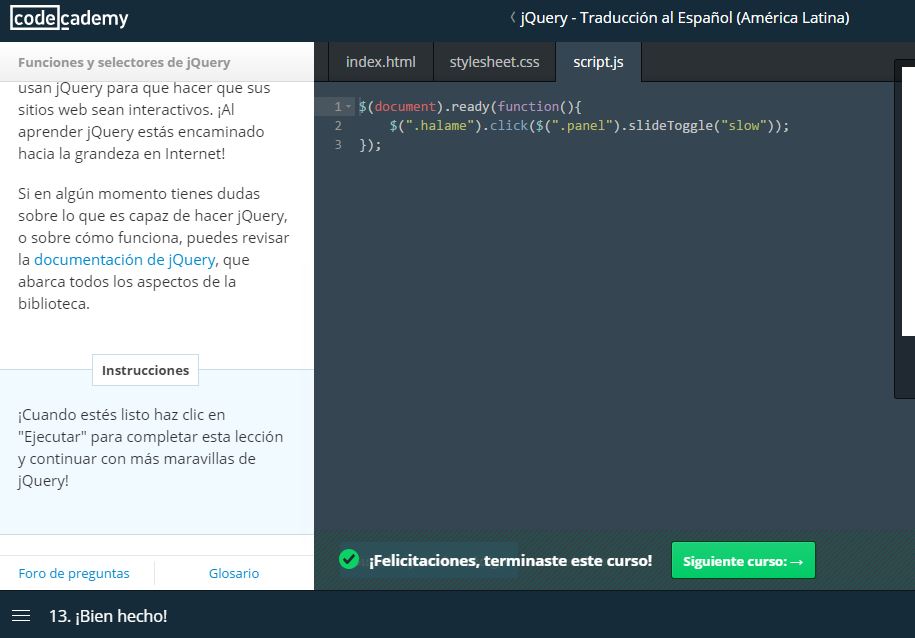 codecademy
〈 jQuery - Traducción al Español (América Latina)
Funciones y selectores de jQuery
index.html
stylesheet.css
script.js
usan jQuery para que hacer que sus
sitios web sean interactivos. ¡Al
aprender jQuery estás encaminado
hacia la grandeza en Internet!
Si en algún momento tienes dudas
sobre lo que es capaz de hacer jQuery,
o sobre cómo funciona, puedes revisar
la documentación de jQuery, que
abarca todos los aspectos de la
biblioteca.
Instrucciones
¡Cuando estés listo haz clic en
"Ejecutar" para completar esta lección
y continuar con más maravillas de
jQuery!
Foro de preguntas
Glosario
1 $(document).ready(function(){
2 $(".halame").click($(".panel").slideToggle("slow"));
3 });
¡Felicitaciones, terminaste este curso!
Siguiente curso: →
13. ¡Bien hecho!